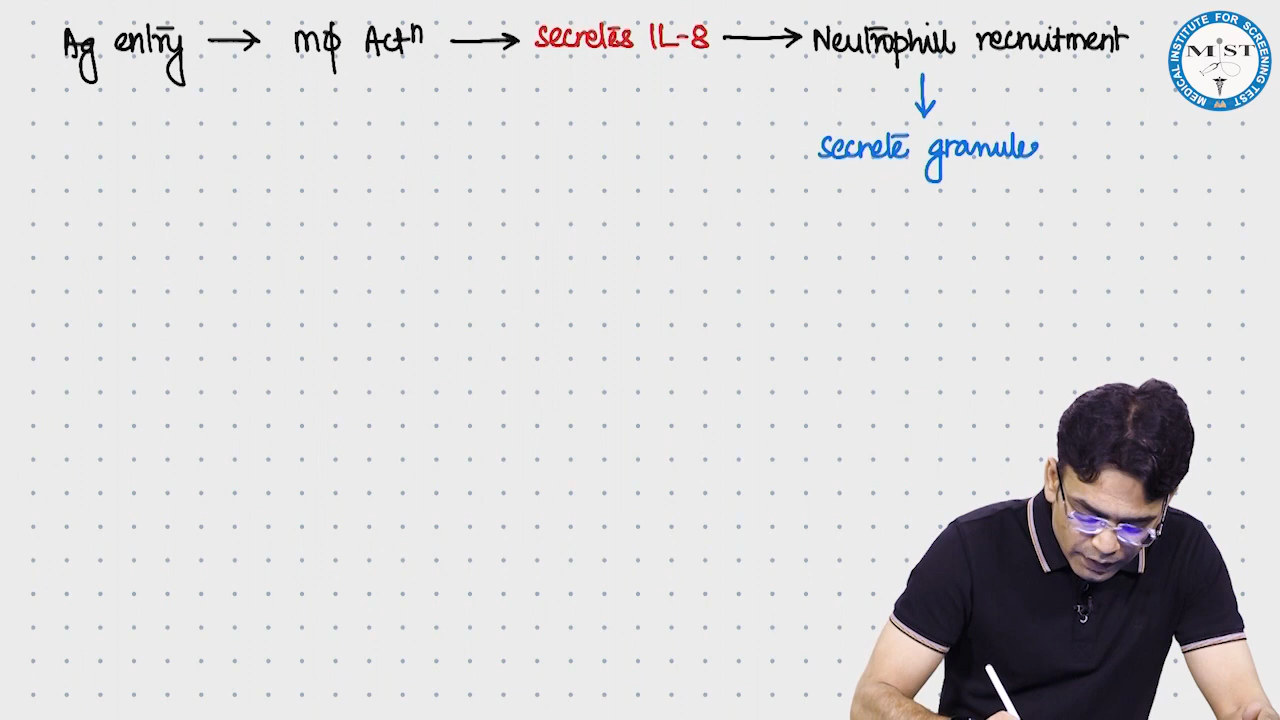 Ag entry → mφ Actⁿ → secretes IL-8 → Neutrophill recruitment
↓
secrete granule
MEDICAL INSTITUTE FOR SCREENING TEST
MIST